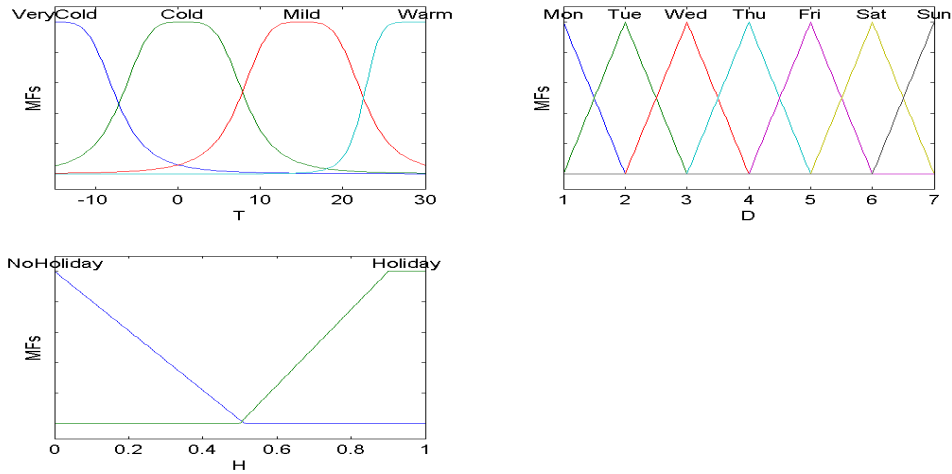 VeryCold Cold Mild Warm
MFs
-10 0 10 20 30
T
Mon Tue Wed Thu Fri Sat Sun
MFs
1 2 3 4 5 6 7
D
NoHoliday Holiday
MFs
0 0.2 0.4 0.6 0.8 1
H